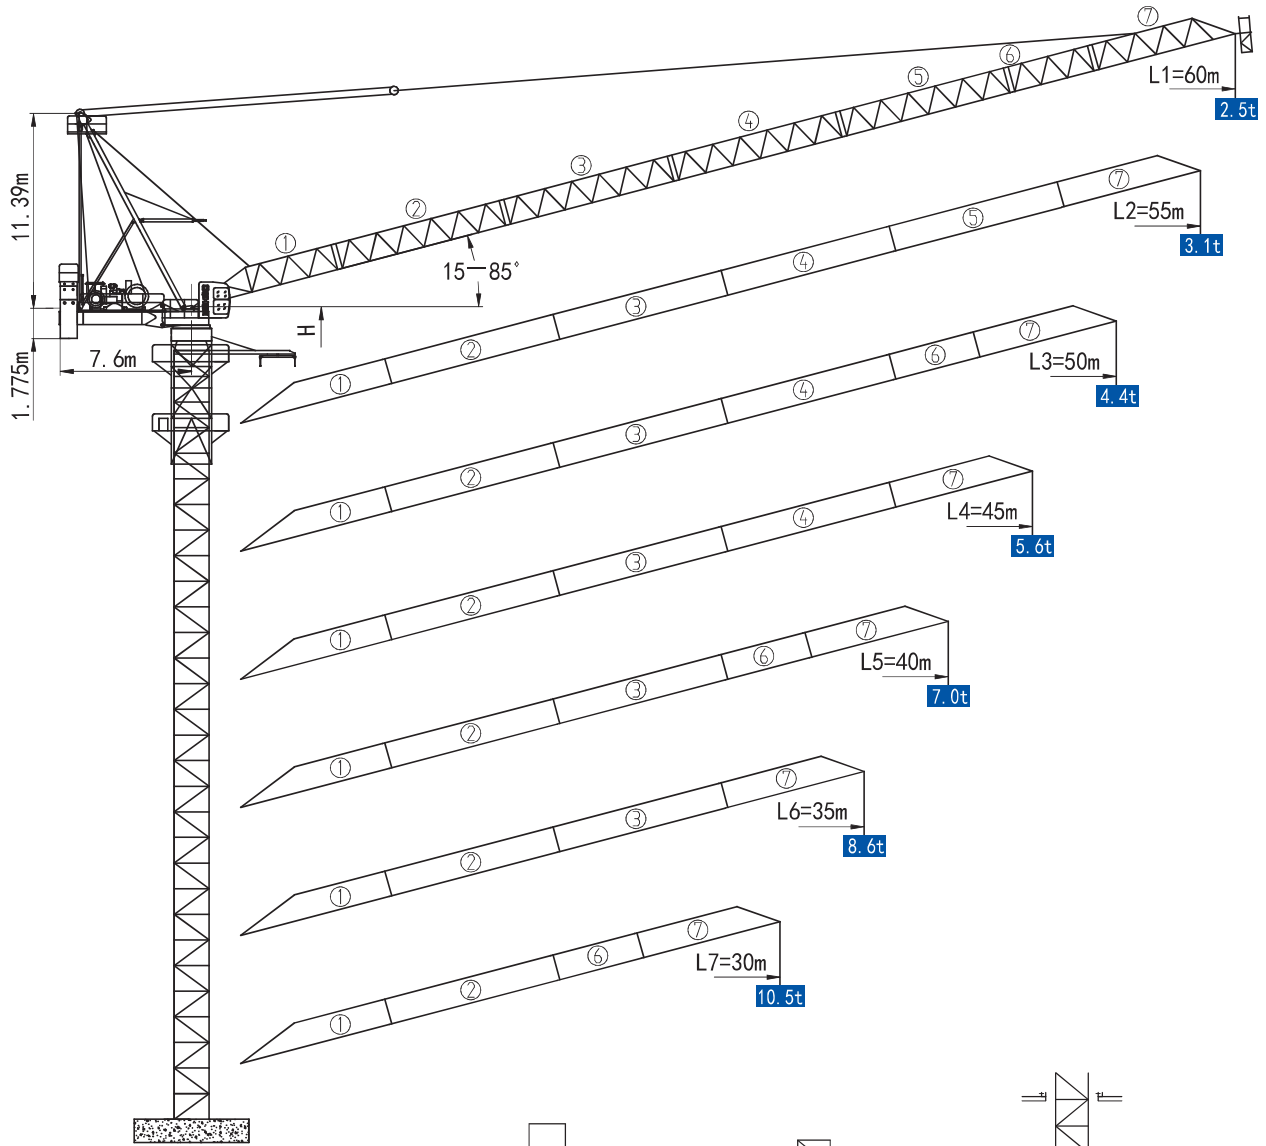 ⑦
⑥
⑤
L1=60m
2.5t
④
③
②
①
11.39m
15—85°
H
7.6m
1.775m
① ② ③ ④ ⑤ ⑦
L2=55m
3.1t
① ② ③ ④ ⑥ ⑦
L3=50m
4.4t
① ② ③ ④ ⑦
L4=45m
5.6t
① ② ③ ⑥ ⑦
L5=40m
7.0t
① ② ③ ⑦
L6=35m
8.6t
① ② ⑥ ⑦
L7=30m
10.5t